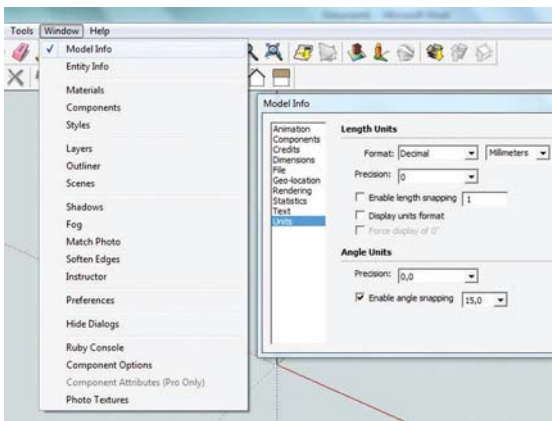 Tools Window Help
Model Info
Entity Info
Materials
Components
Styles
Layers
Outliner
Scenes
Shadows
Fog
Match Photo
Soften Edges
Instructor
Preferences
Hide Dialogs
Ruby Console
Component Options
Component Attributes (Pro Only)
Photo Textures
Model Info
Animation
Components
Credits
Dimensions
File
Geo-location
Rendering
Statistics
Text
Units
Length Units
Format: Decimal Millimeters
Precision: 0
Enable length snapping 1
Display units format
Force display of 0"
Angle Units
Precision: 0,0
Enable angle snapping 15,0